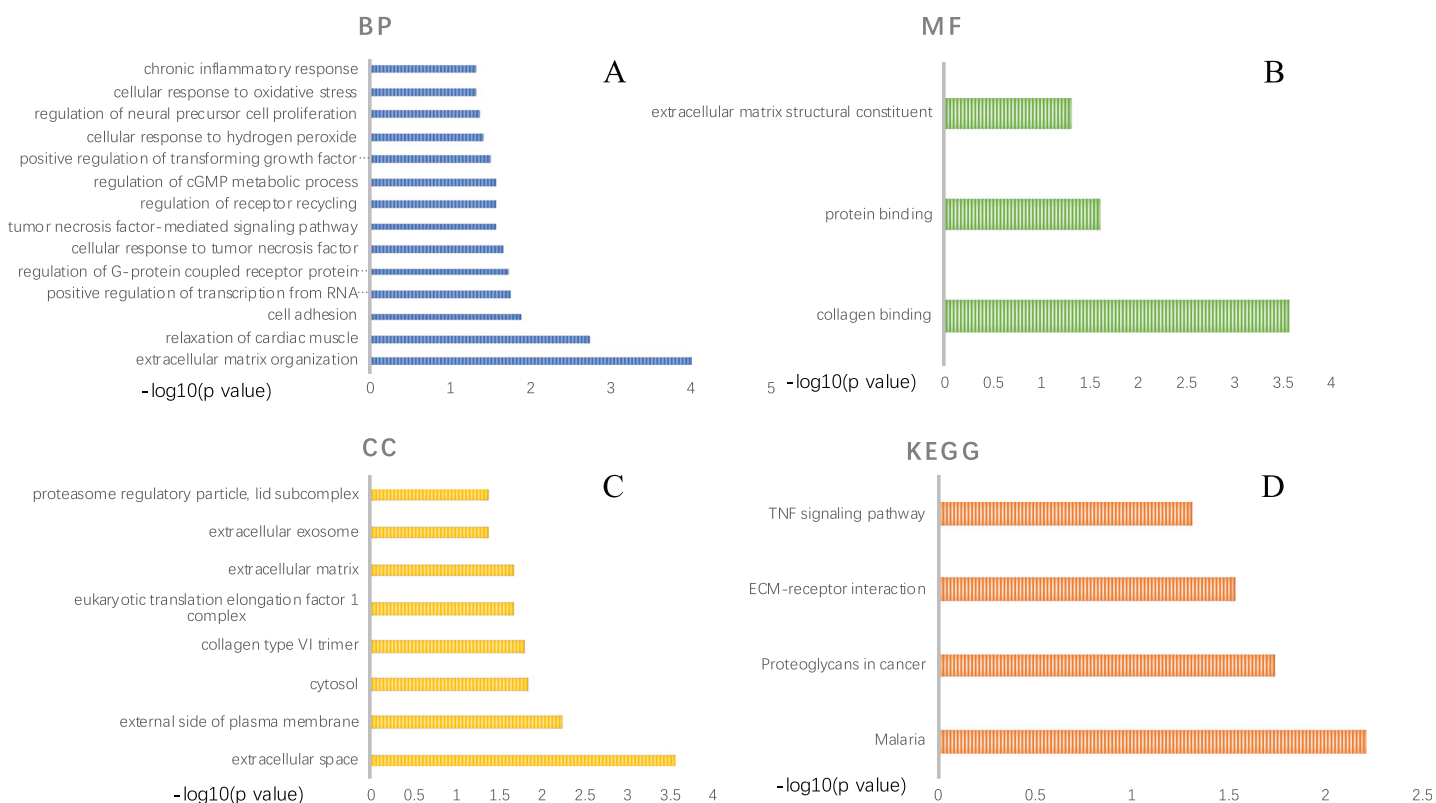 BP
A
chronic inflammatory response
cellular response to oxidative stress
regulation of neural precursor cell proliferation
cellular response to hydrogen peroxide
positive regulation of transforming growth factor…
regulation of cGMP metabolic process
regulation of receptor recycling
tumor necrosis factor-mediated signaling pathway
cellular response to tumor necrosis factor
regulation of G-protein coupled receptor protein…
positive regulation of transcription from RNA…
cell adhesion
relaxation of cardiac muscle
extracellular matrix organization
-log10(p value)
0 1 2 3 4 5
MF
B
extracellular matrix structural constituent
protein binding
collagen binding
-log10(p value)
0 0.5 1 1.5 2 2.5 3 3.5 4
CC
C
proteasome regulatory particle, lid subcomplex
extracellular exosome
extracellular matrix
eukaryotic translation elongation factor 1
complex
collagen type VI trimer
cytosol
external side of plasma membrane
extracellular space
-log10(p value)
0 0.5 1 1.5 2 2.5 3 3.5 4
KEGG
D
TNF signaling pathway
ECM-receptor interaction
Proteoglycans in cancer
Malaria
-log10(p value)
0 0.5 1 1.5 2 2.5